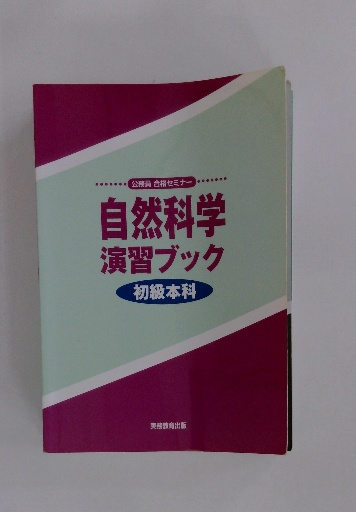 公務員 合格セミナー
自然科学
演習ブック
初級本科
実務教育出版